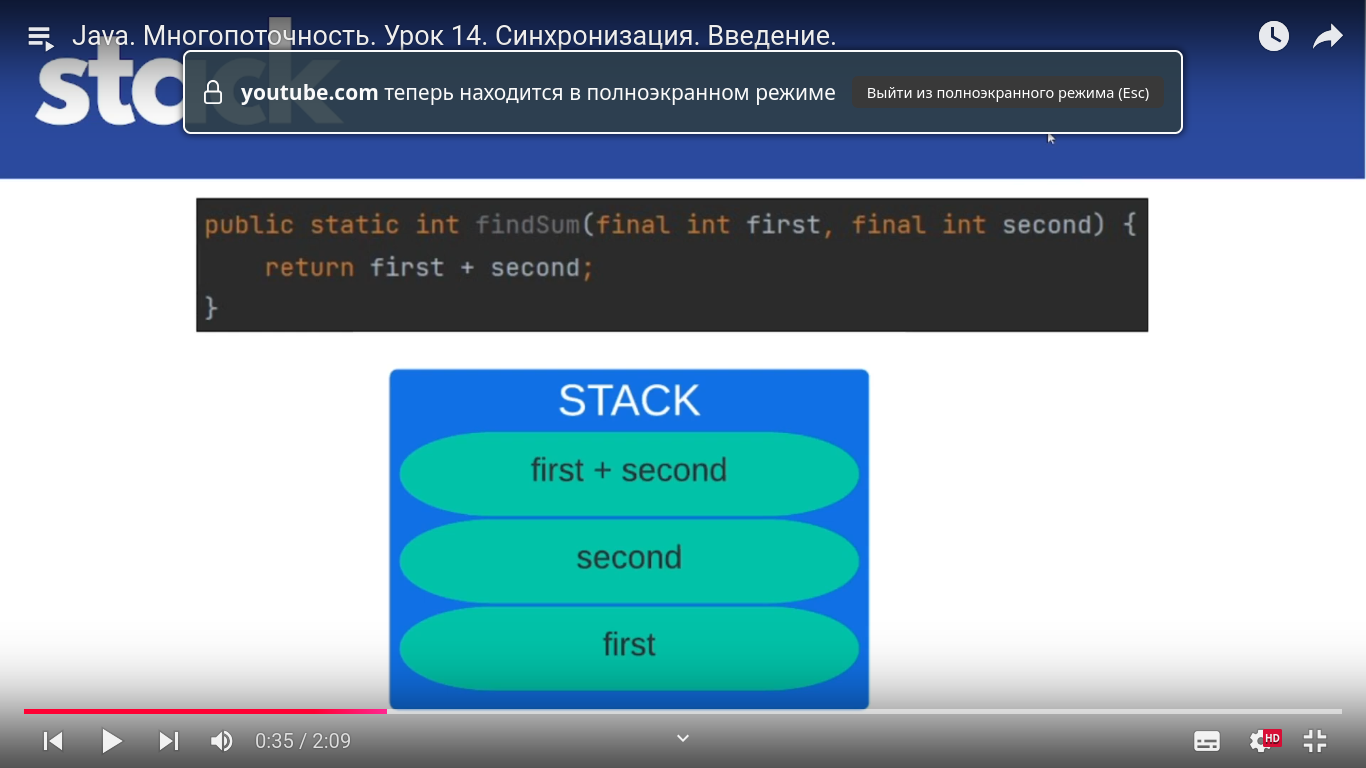 Java. Многопоточность. Урок 14. Синхронизация. Введение.
stack
youtube.com теперь находится в полноэкранном режиме
Выйти из полноэкранного режима (Esc)
public static int findSum(final int first, final int second) {
return first + second;
}
STACK
first + second
second
first
0:35 / 2:09
HD